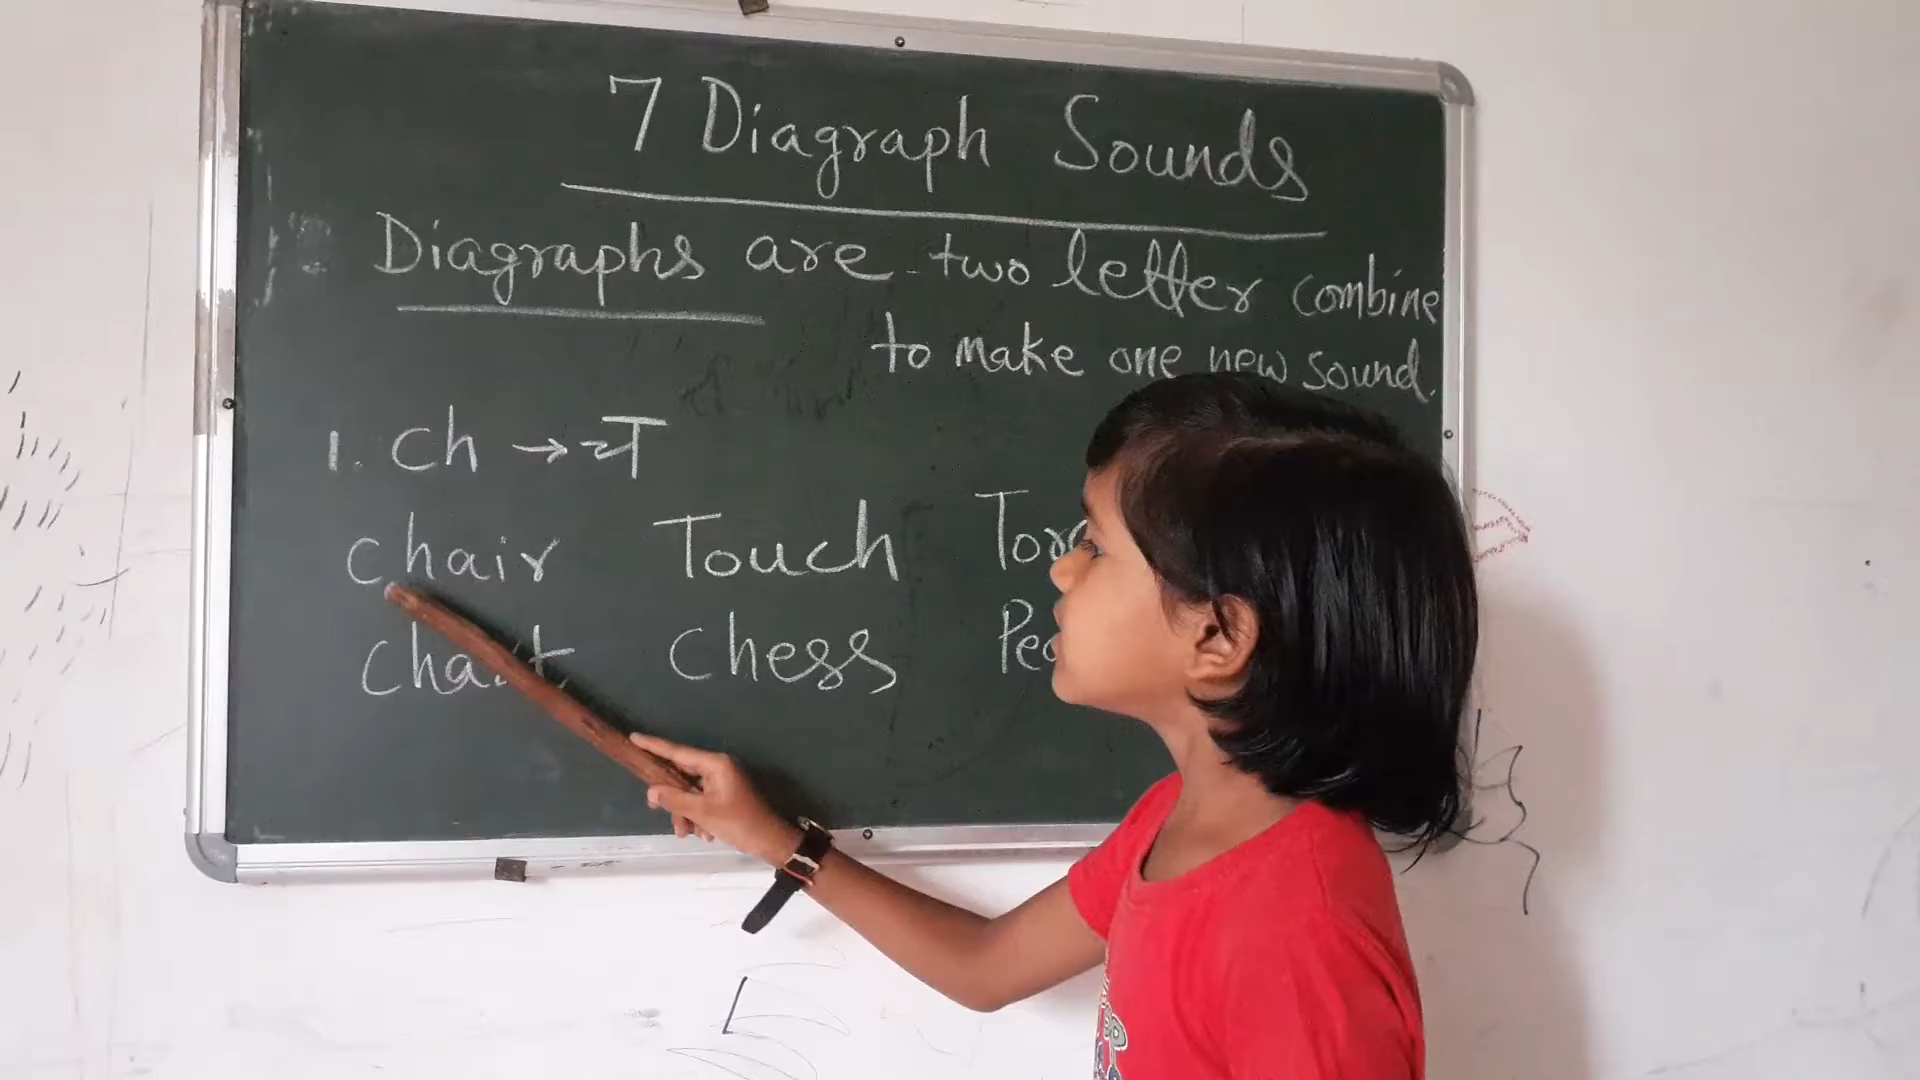 7 Diagraph Sounds
Diagraphs are two letter combine
to make one new sound.
1. Ch → च
Chair Touch
Chess